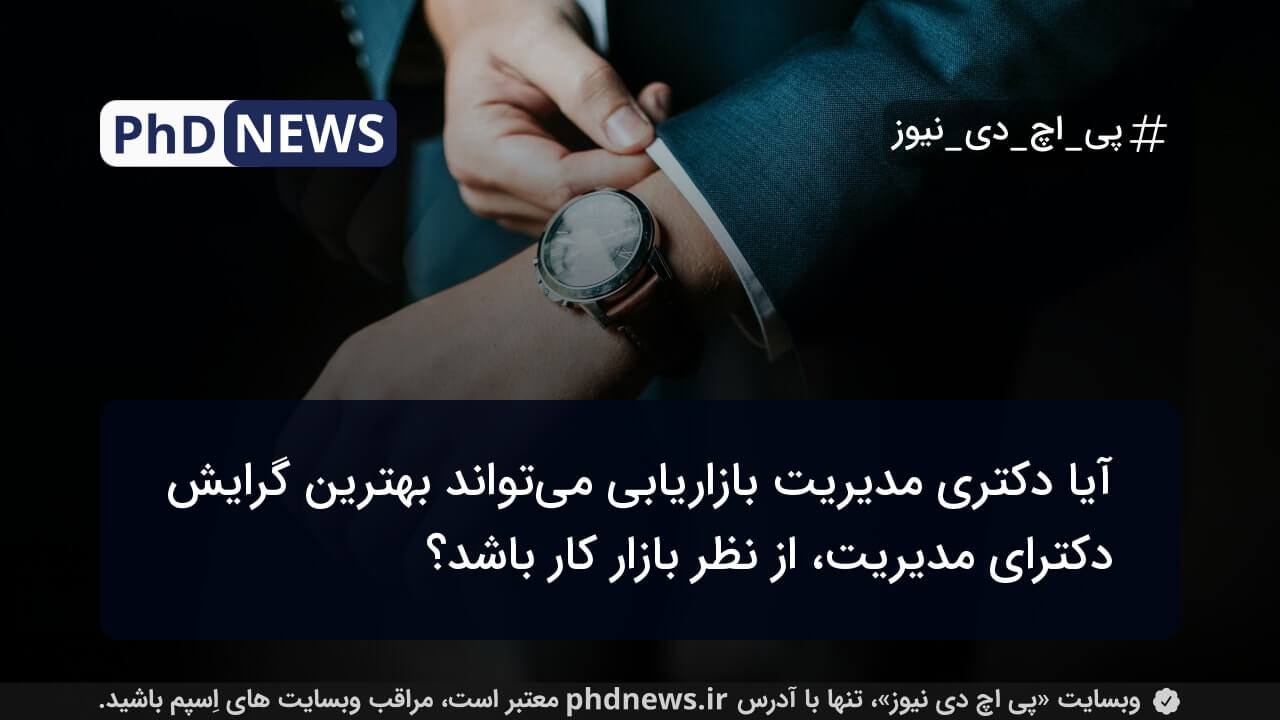 PhD NEWS
#پی_اچ_دی_نیوز
آیا دکتری مدیریت بازاریابی می‌تواند بهترین گرایش
دکترای مدیریت، از نظر بازار کار باشد؟
وبسایت «پی اچ دی نیوز»، تنها با آدرس phdnews.ir معتبر است، مراقب وبسایت های اِسپم باشید.